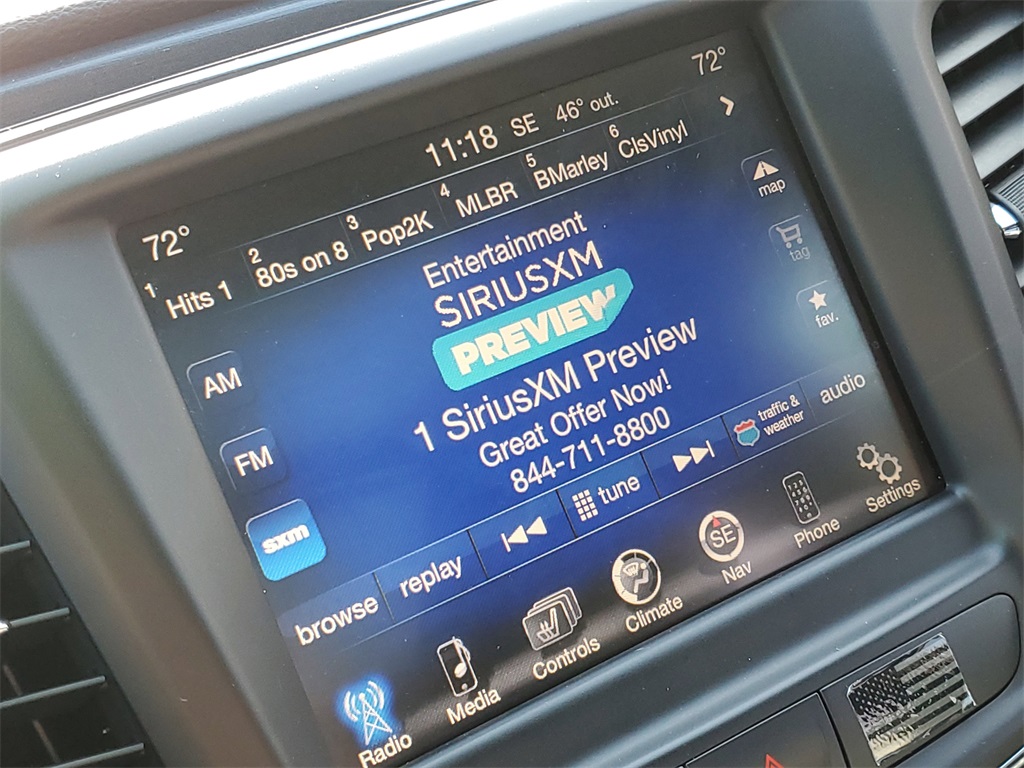 72°
11:18 SE 46° out.
72°
1 Hits 1
2 80s on 8
3 Pop2K
4 MLBR
5 BMarley
6 ClsVinyl
map
tag
fav.
AM
FM
sxm
Entertainment
SIRIUSXM
PREVIEW
1 SiriusXM Preview
Great Offer Now!
844-711-8800
browse
replay
tune
traffic &
weather
audio
Radio
Media
Controls
Climate
SE
Nav
Phone
Settings